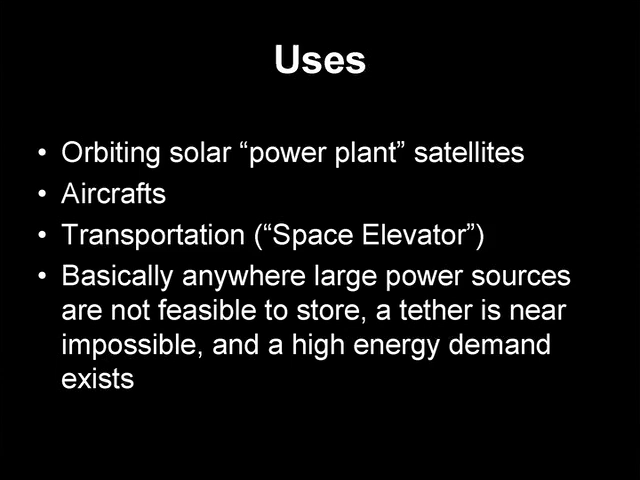 Uses
• Orbiting solar “power plant” satellites
• Aircrafts
• Transportation (“Space Elevator”)
• Basically anywhere large power sources
are not feasible to store, a tether is near
impossible, and a high energy demand
exists